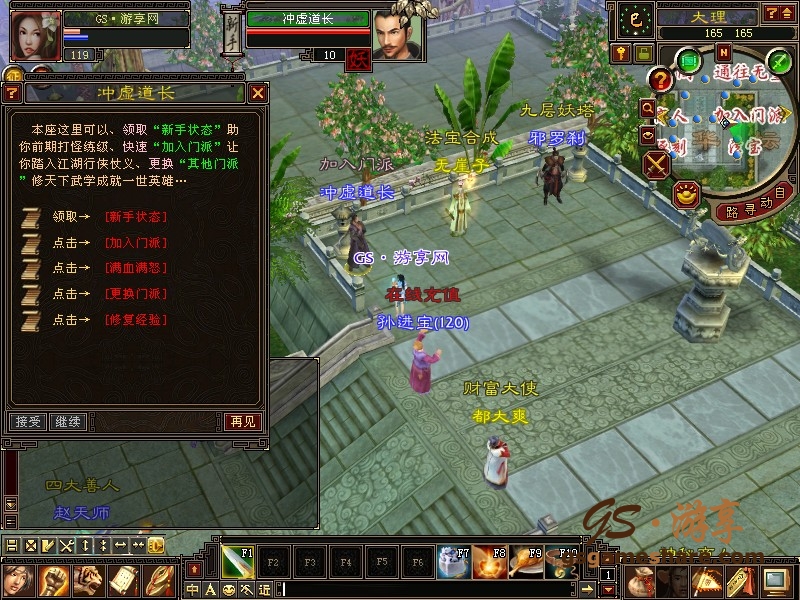 GS·游享网
119
新手
冲虚道长
10
妖
大理
165 165
N
加入门派
自动寻路
冲虚道长
本座这里可以、领取“新手状态”助
你前期打怪练级、快速“加入门派”让
你踏入江湖行侠仗义、更换“其他门派
”修天下武学成就一世英雄…
领取→ [新手状态]
点击→ [加入门派]
点击→ [满血满怒]
点击→ [更换门派]
点击→ [修复经验]
接受
继续
再见
九层妖塔
邪罗刹
法宝合成
无崖子
加入门派
冲虚道长
GS·游享网
在线充值
孙进宝(120)
财富大使
都大爽
四大善人
赵天师
GS·游享
F1
F2
F3
F4
F5
F6
F7
F8
F9
F10
1
中
A
近